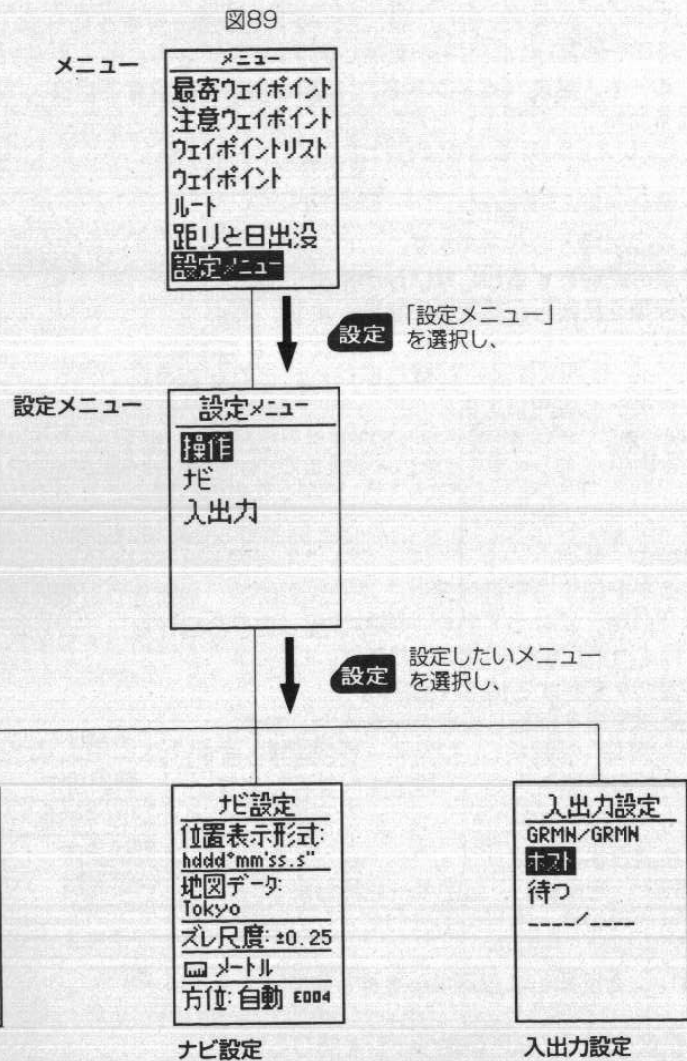 図89
メニュー
メニュー
最寄ウェイポイント
注意ウェイポイント
ウェイポイントリスト
ウェイポイント
ルート
距リと日出没
設定メニュー
設定
「設定メニュー」
を選択し、
設定メニュー
設定メニュー
操作
ナビ
入出力
設定
設定したいメニュー
を選択し、
ナビ設定
位置表示形式:
hddd°mm'ss.s"
地図データ:
Tokyo
ズレ尺度:±0.25
メートル
方位:自動 E004
ナビ設定
入出力設定
GRMN/GRMN
ホスト
待つ
----/----
入出力設定